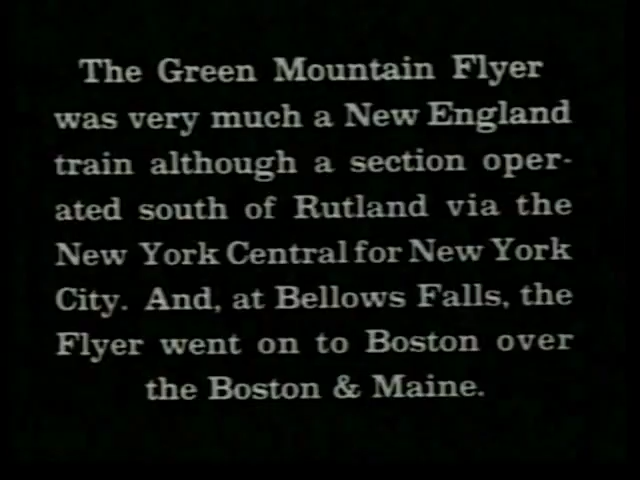 The Green Mountain Flyer
was very much a New England
train although a section oper-
ated south of Rutland via the
New York Central for New York
City. And, at Bellows Falls, the
Flyer went on to Boston over
the Boston & Maine.